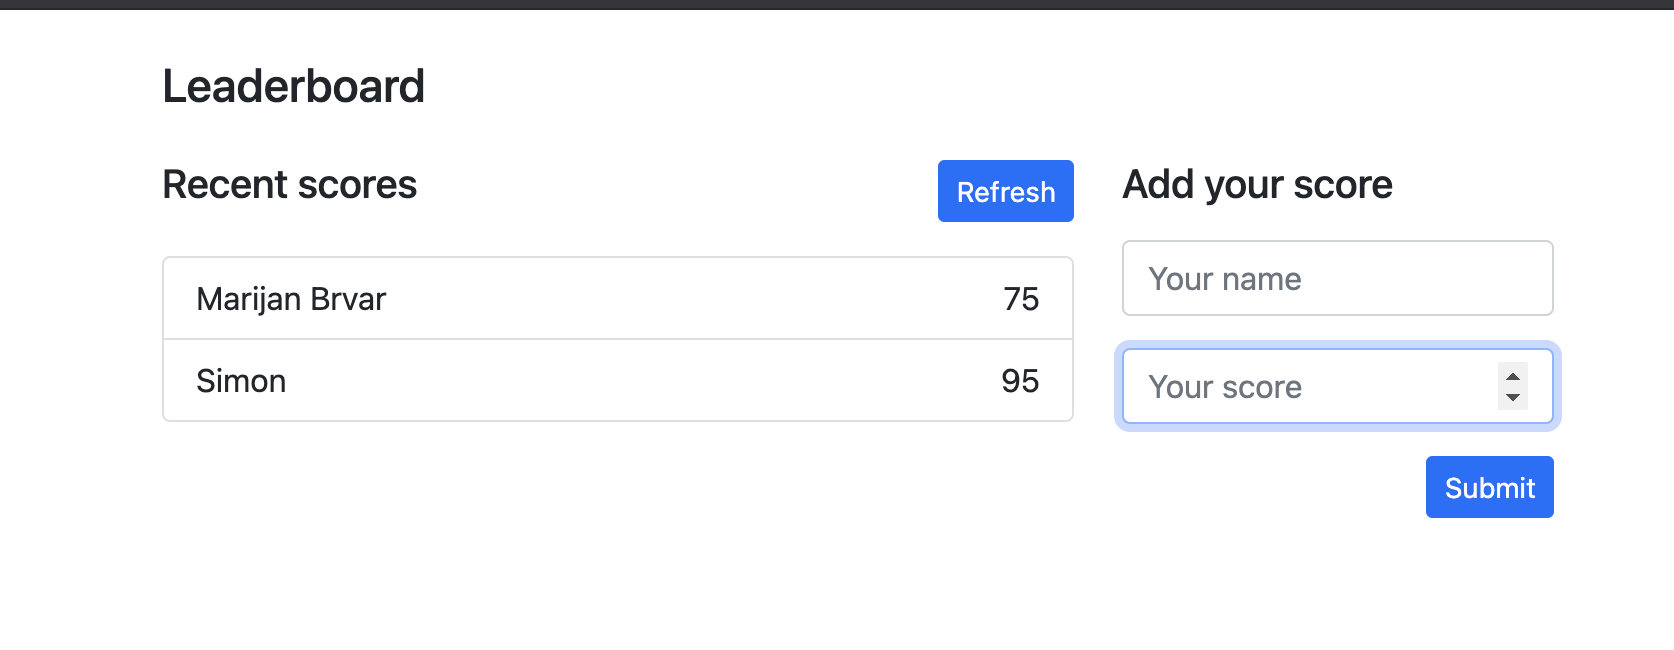 Leaderboard
Recent scores
Refresh
Marijan Brvar 75
Simon 95
Add your score
Your name
Your score
Submit